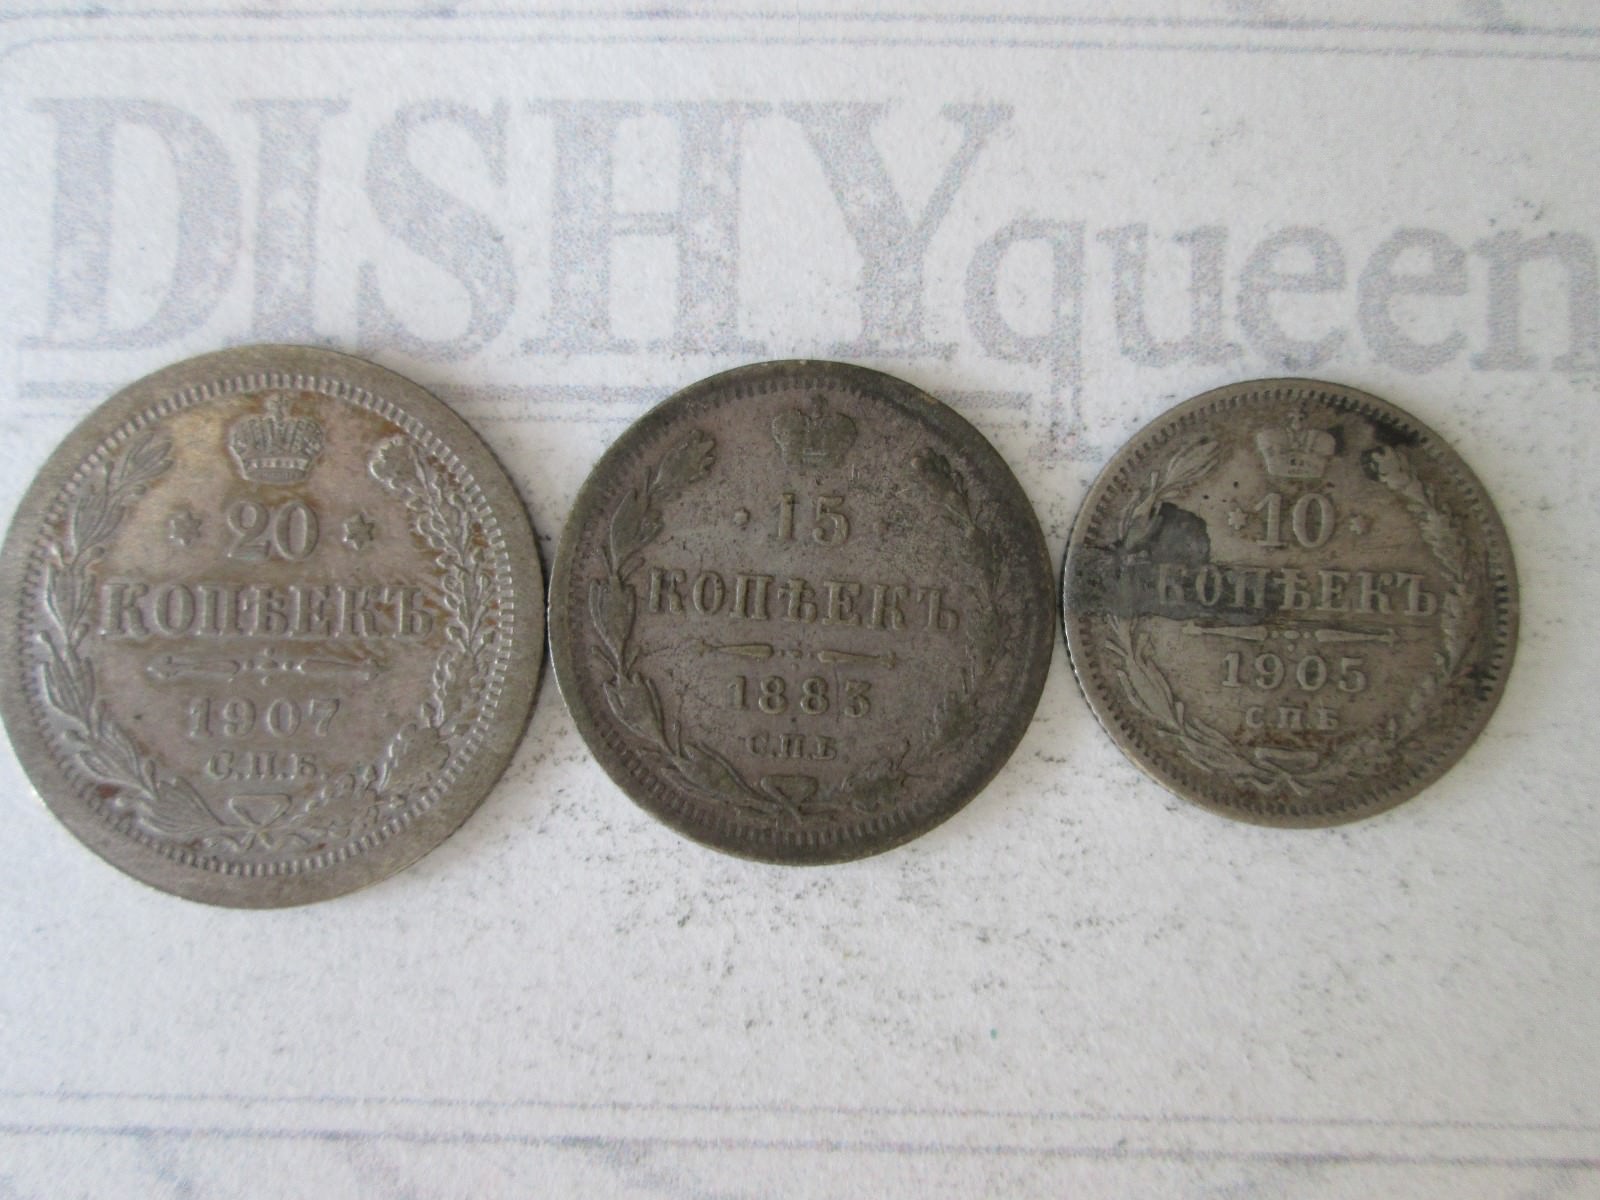 DISHYqueen
20
КОПѢЕКЪ
1907
С.П.Б.
15
КОПѢЕКЪ
1883
С.П.Б.
10
КОПѢЕКЪ
1905
С.П.Б.